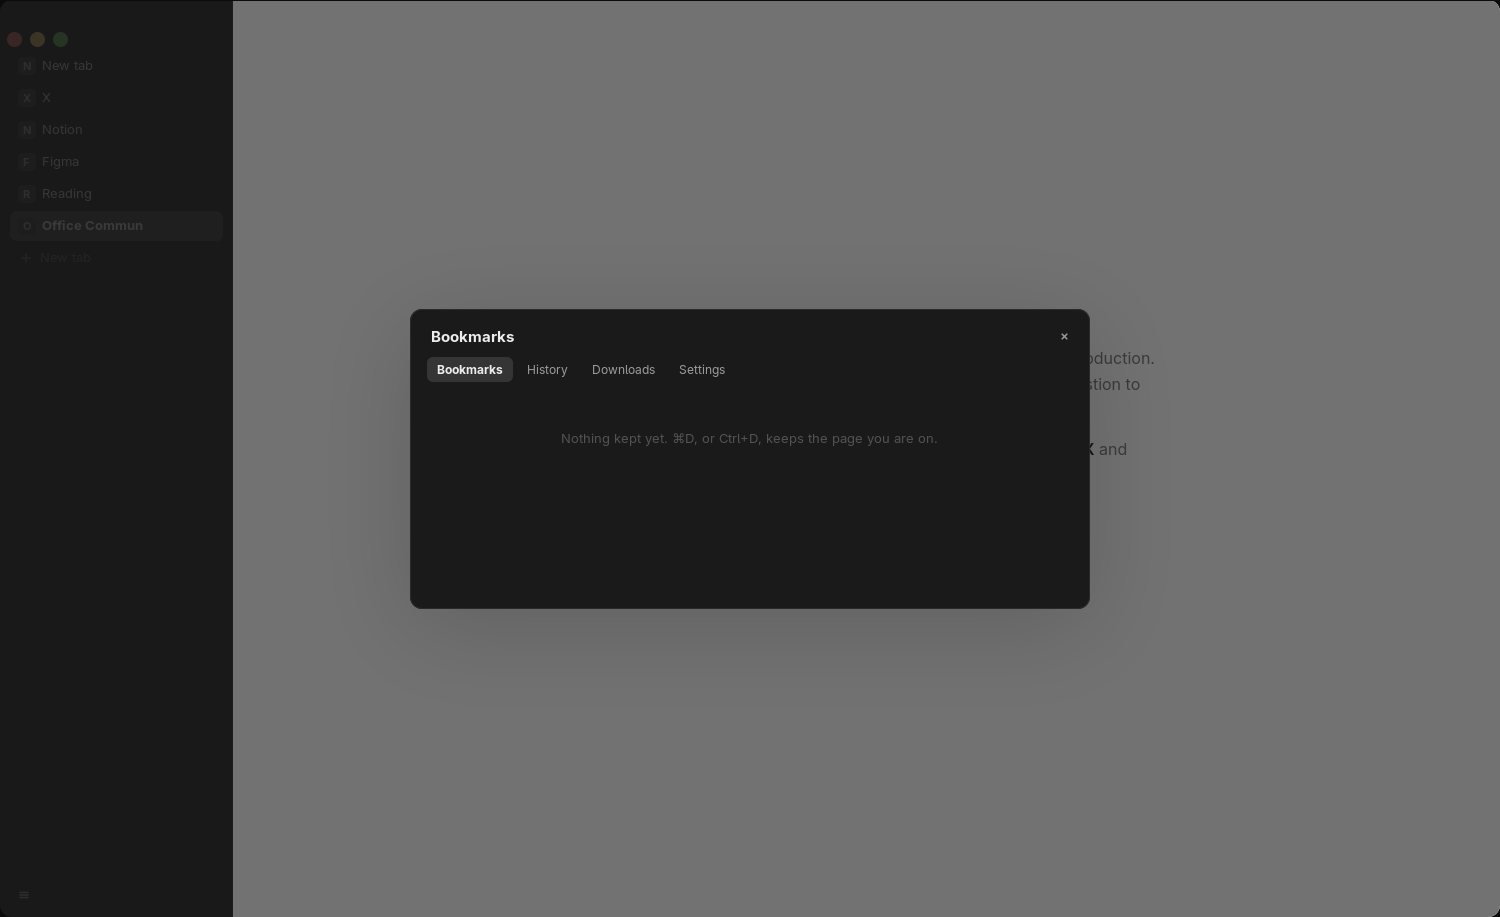 N New tab
X X
N Notion
F Figma
R Reading
O Office Commun
+ New tab
Bookmarks ×
Bookmarks History Downloads Settings
Nothing kept yet. ⌘D, or Ctrl+D, keeps the page you are on.
stion to
and